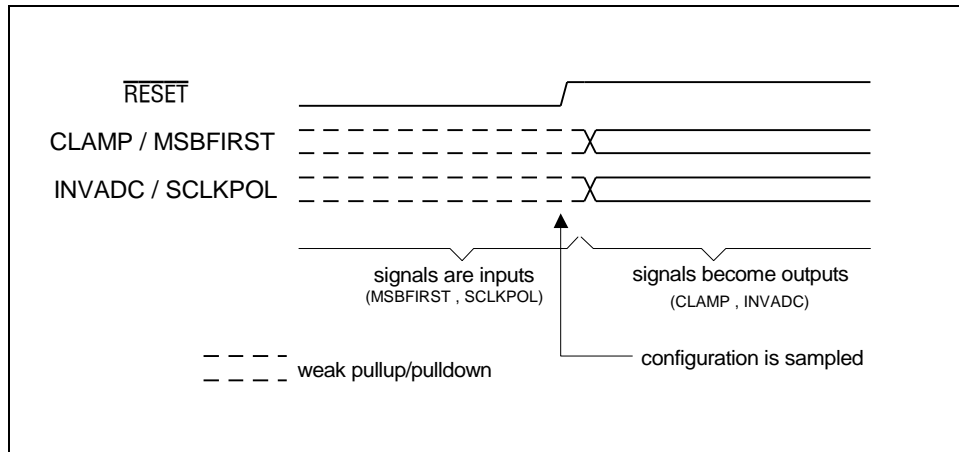 RESET
CLAMP / MSBFIRST
INVADC / SCLKPOL
signals are inputs
(MSBFIRST , SCLKPOL)
signals become outputs
(CLAMP , INVADC)
configuration is sampled
weak pullup/pulldown